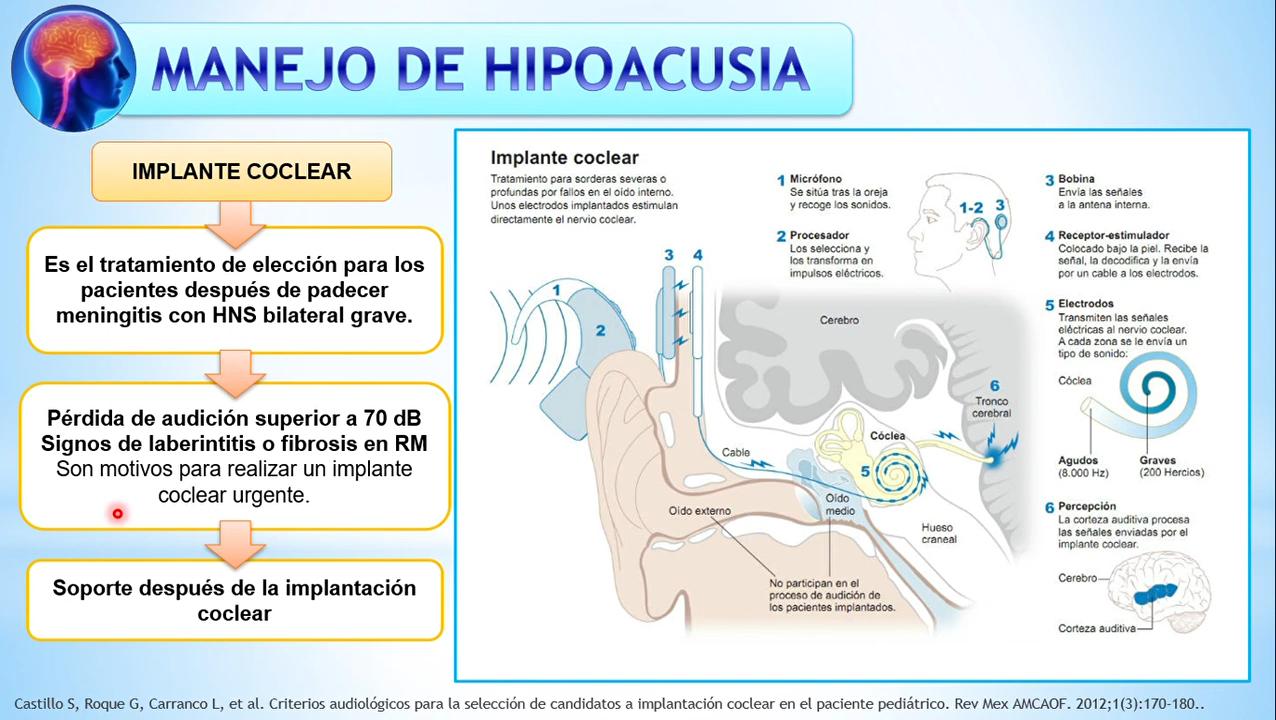 MANEJO DE HIPOACUSIA
IMPLANTE COCLEAR
Es el tratamiento de elección para los
pacientes después de padecer
meningitis con HNS bilateral grave.
Pérdida de audición superior a 70 dB
Signos de laberintitis o fibrosis en RM
Son motivos para realizar un implante
coclear urgente.
Soporte después de la implantación
coclear
Implante coclear
Tratamiento para sorderas severas o
profundas por fallos en el oído interno.
Unos electrodos implantados estimulan
directamente el nervio coclear.
1 Micrófono
Se sitúa tras la oreja
y recoge los sonidos.
2 Procesador
Los selecciona y
los transforma en
impulsos eléctricos.
1-2 3
3 Bobina
Envía las señales
a la antena interna.
4 Receptor-estimulador
Colocado bajo la piel. Recibe la
señal, la decodifica y la envía
por un cable a los electrodos.
5 Electrodos
Transmiten las señales
eléctricas al nervio coclear.
A cada zona se le envía un
tipo de sonido:
Cóclea
Agudos
(8.000 Hz)
Graves
(200 Hercios)
6 Percepción
La corteza auditiva procesa
las señales enviadas por el
implante coclear.
Cerebro
Corteza auditiva
3 4
1
2
Cerebro
6
Tronco
cerebral
Cóclea
5
Cable
Oído externo
Oído
medio
Hueso
craneal
No participan en el
proceso de audición de
los pacientes implantados.
Castillo S, Roque G, Carranco L, et al. Criterios audiológicos para la selección de candidatos a implantación coclear en el paciente pediátrico. Rev Mex AMCAOF. 2012;1(3):170-180..